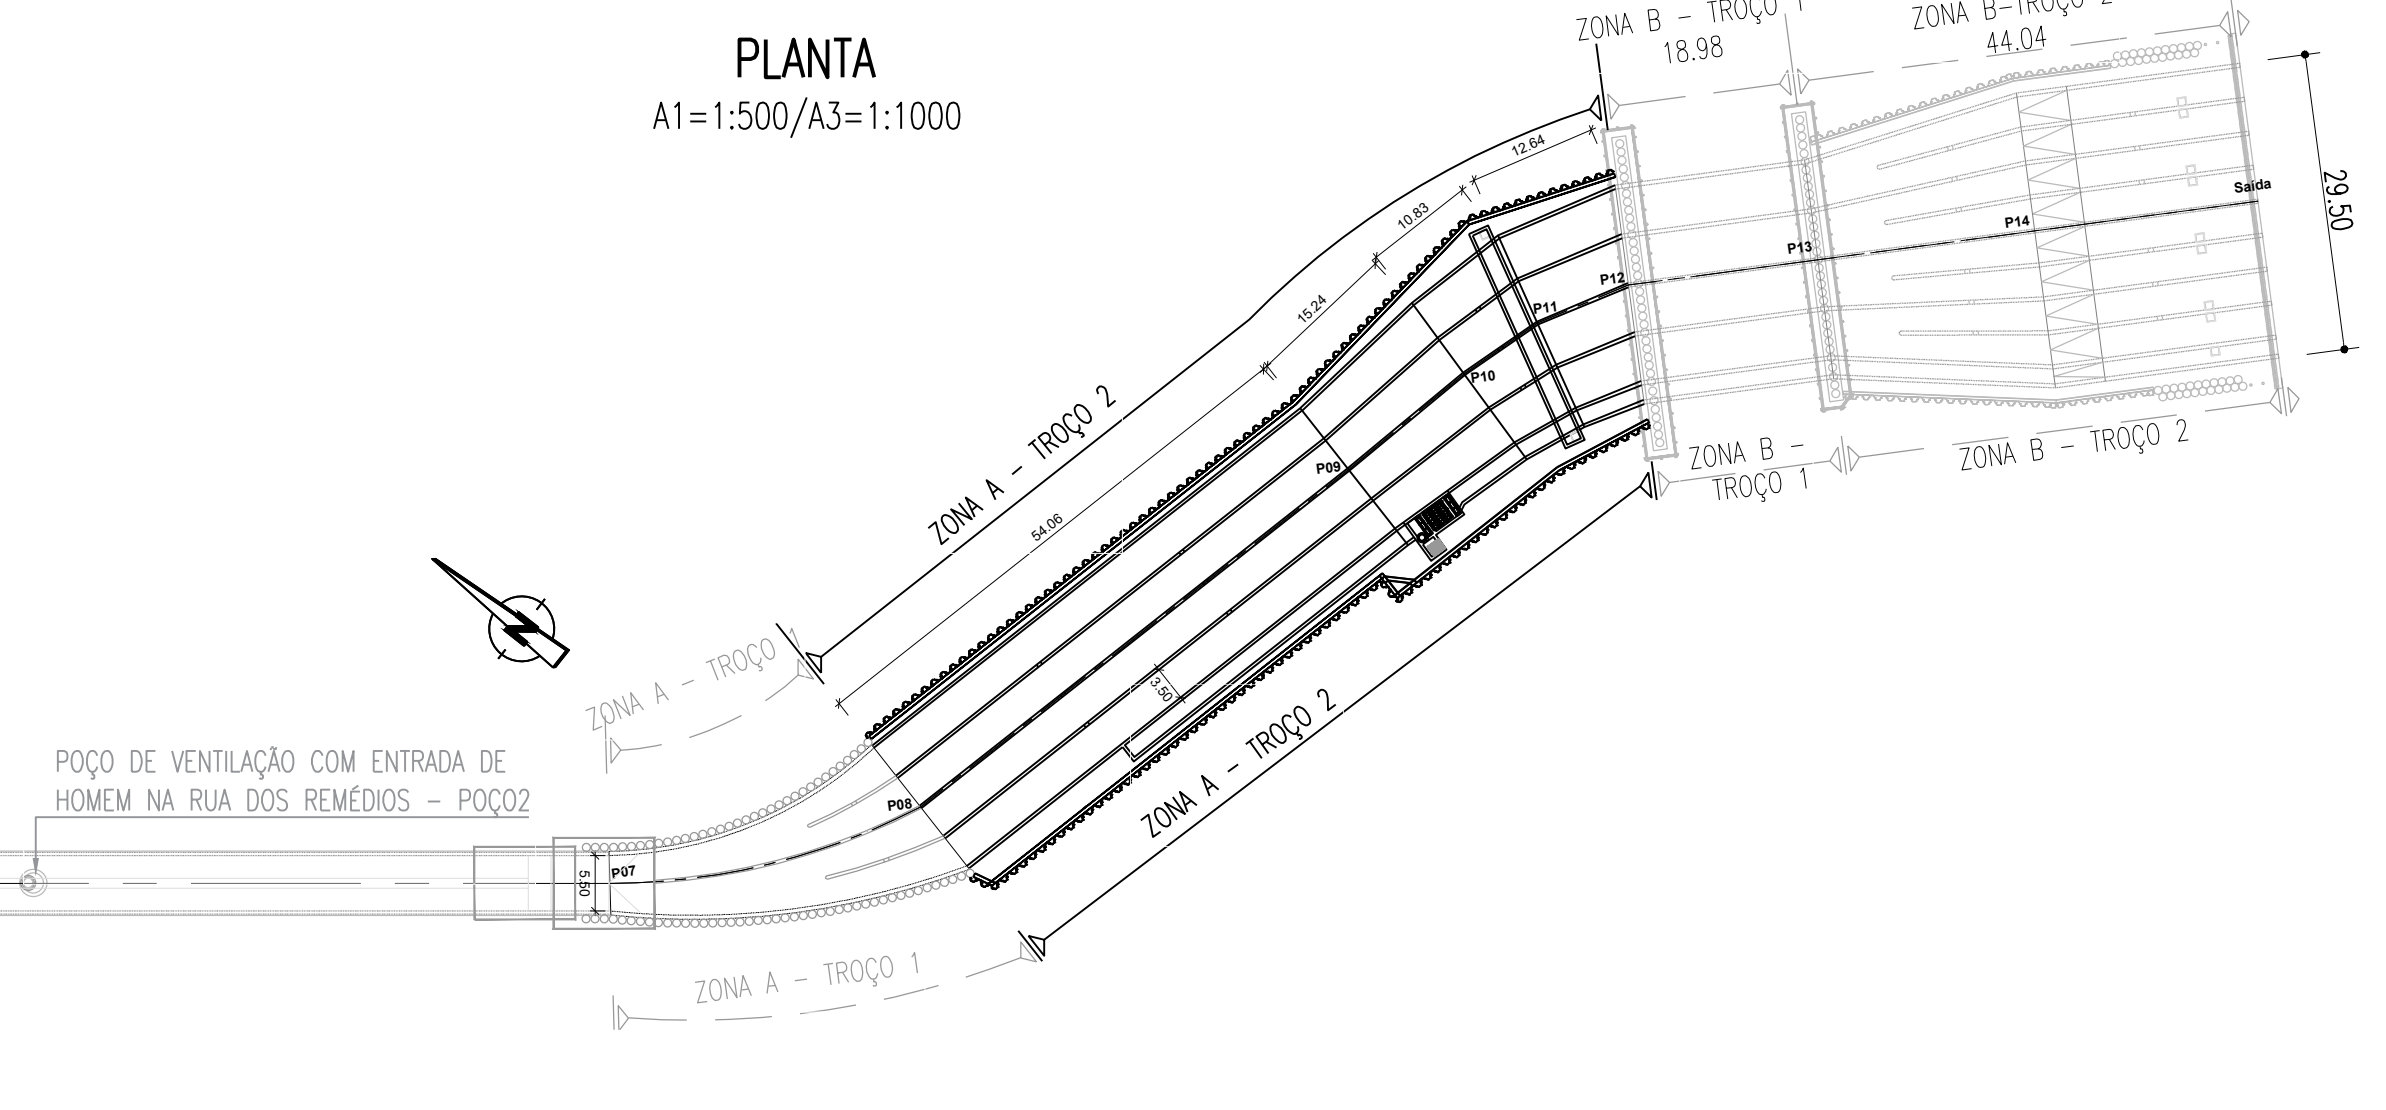 PLANTA
A1=1:500/A3=1:1000
ZONA B - TROÇO 1
18.98
ZONA B-TROÇO 2
44.04
29.50
12.64
10.83
15.24
54.06
3.50
5.50
ZONA A - TROÇO 2
ZONA A - TROÇO 1
Saída
P14
P13
P12
P11
P10
P09
P08
P07
ZONA B -
TROÇO 1
ZONA B - TROÇO 2
ZONA A - TROÇO 2
ZONA A - TROÇO 1
POÇO DE VENTILAÇÃO COM ENTRADA DE
HOMEM NA RUA DOS REMÉDIOS - POÇO2